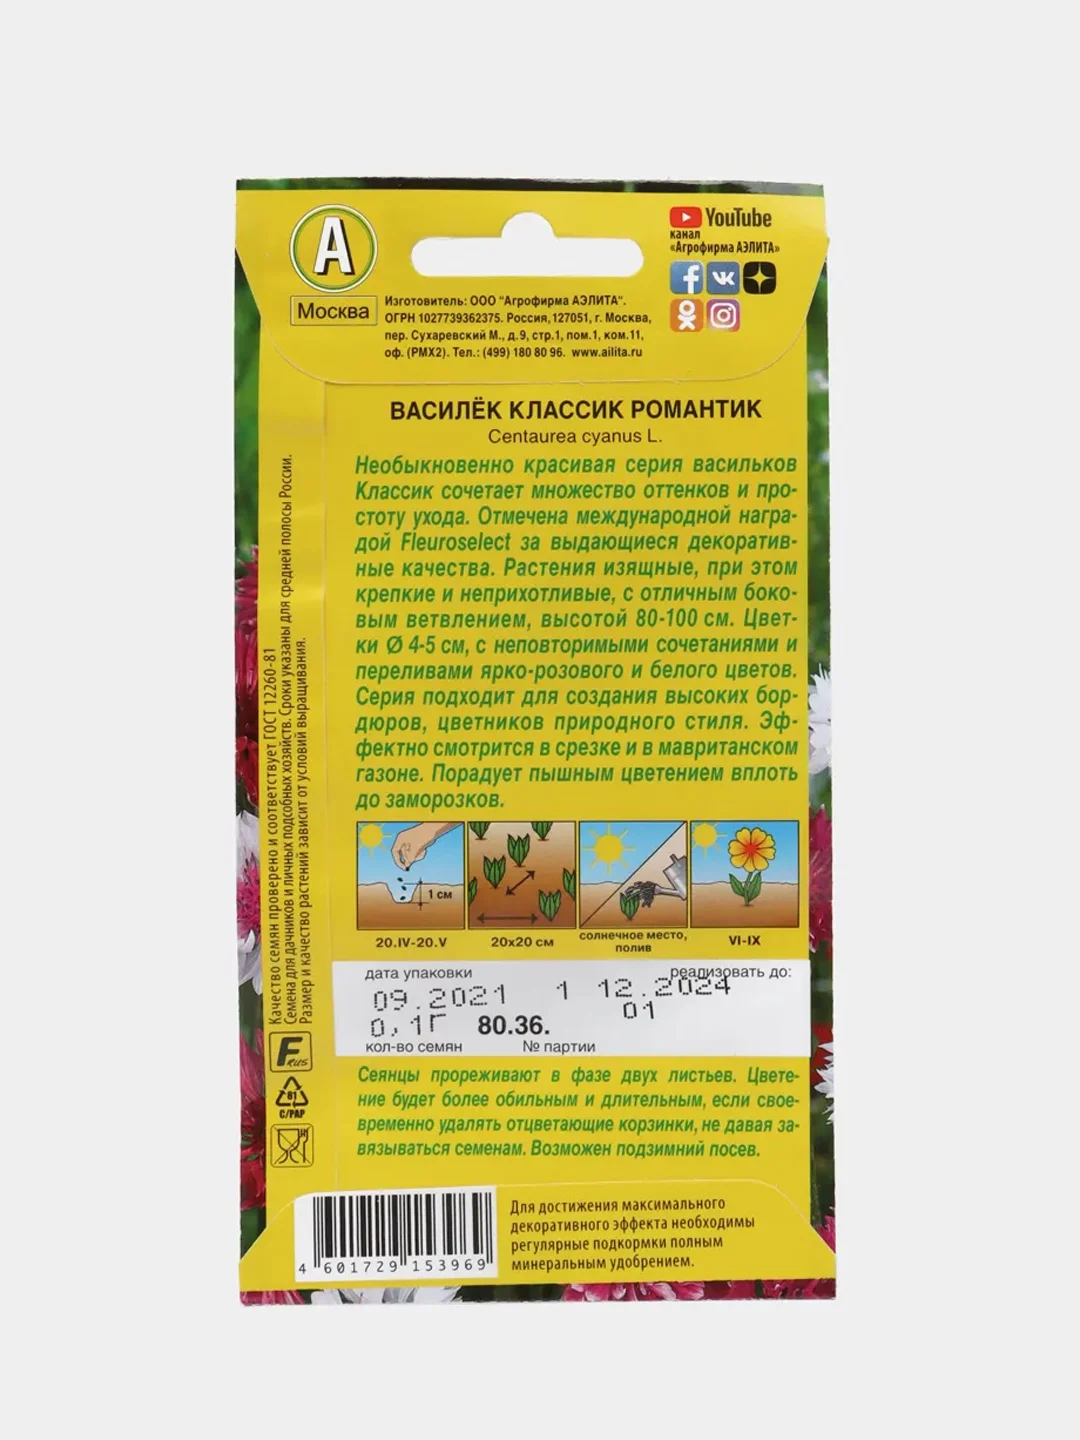 А
Москва
Изготовитель: ООО "Агрофирма АЭЛИТА".
ОГРН 1027739362375. Россия, 127051, г. Москва,
пер. Сухаревский М., д.9, стр.1, пом.1, ком.11,
оф. (РМХ2). Тел.: (499) 180 80 96. www.ailita.ru
YouTube
канал
«Агрофирма АЭЛИТА»
ВАСИЛЁК КЛАССИК РОМАНТИК
Centaurea cyanus L.
Необыкновенно красивая серия васильков
Классик сочетает множество оттенков и про-
стоту ухода. Отмечена международной награ-
дой Fleuroselect за выдающиеся декоратив-
ные качества. Растения изящные, при этом
крепкие и неприхотливые, с отличным боко-
вым ветвлением, высотой 80-100 см. Цвет-
ки Ø 4-5 см, с неповторимыми сочетаниями и
переливами ярко-розового и белого цветов.
Серия подходит для создания высоких бор-
дюров, цветников природного стиля. Эф-
фектно смотрится в срезке и в мавританском
газоне. Порадует пышным цветением вплоть
до заморозков.
1 см
20.IV-20.V
20х20 см
солнечное место,
полив
VI-IX
дата упаковки
реализовать до:
09.2021 1 12.2024
01
0,1Г 80.36.
кол-во семян № партии
Сеянцы прореживают в фазе двух листьев. Цвете-
ние будет более обильным и длительным, если свое-
временно удалять отцветающие корзинки, не давая за-
вязываться семенам. Возможен подзимний посев.
Качество семян проверено и соответствует ГОСТ 12260-81
Семена для дачников и личных подсобных хозяйств. Сроки указаны для средней полосы России.
Размер и качество растений зависит от условий выращивания.
F RUS
81
C/PAP
4 601729 153969
Для достижения максимального
декоративного эффекта необходимы
регулярные подкормки полным
минеральным удобрением.